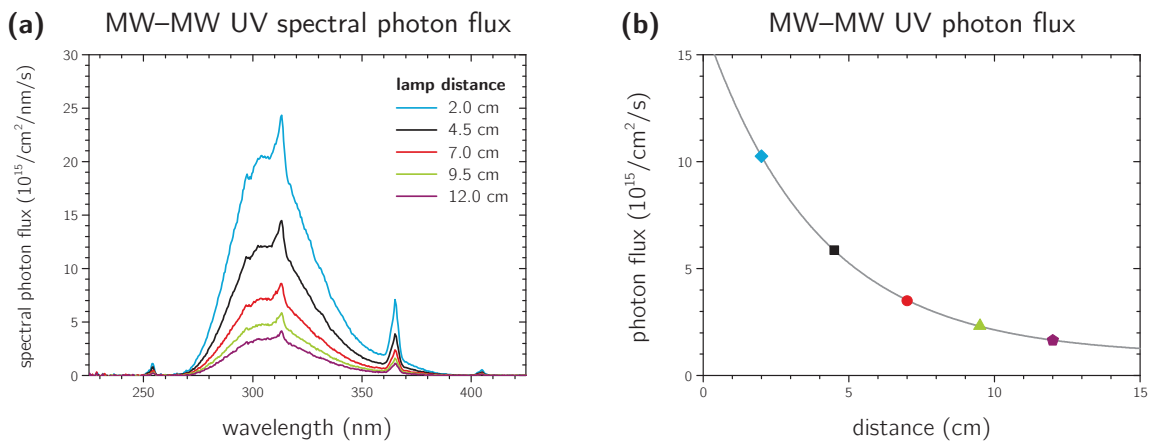 (a) MW–MW UV spectral photon flux
spectral photon flux (10¹⁵/cm²/nm/s)
30
25
20
15
10
5
0
250 300 350 400
wavelength (nm)
lamp distance
2.0 cm
4.5 cm
7.0 cm
9.5 cm
12.0 cm
(b) MW–MW UV photon flux
photon flux (10¹⁵/cm²/s)
15
10
5
0
0 5 10 15
distance (cm)